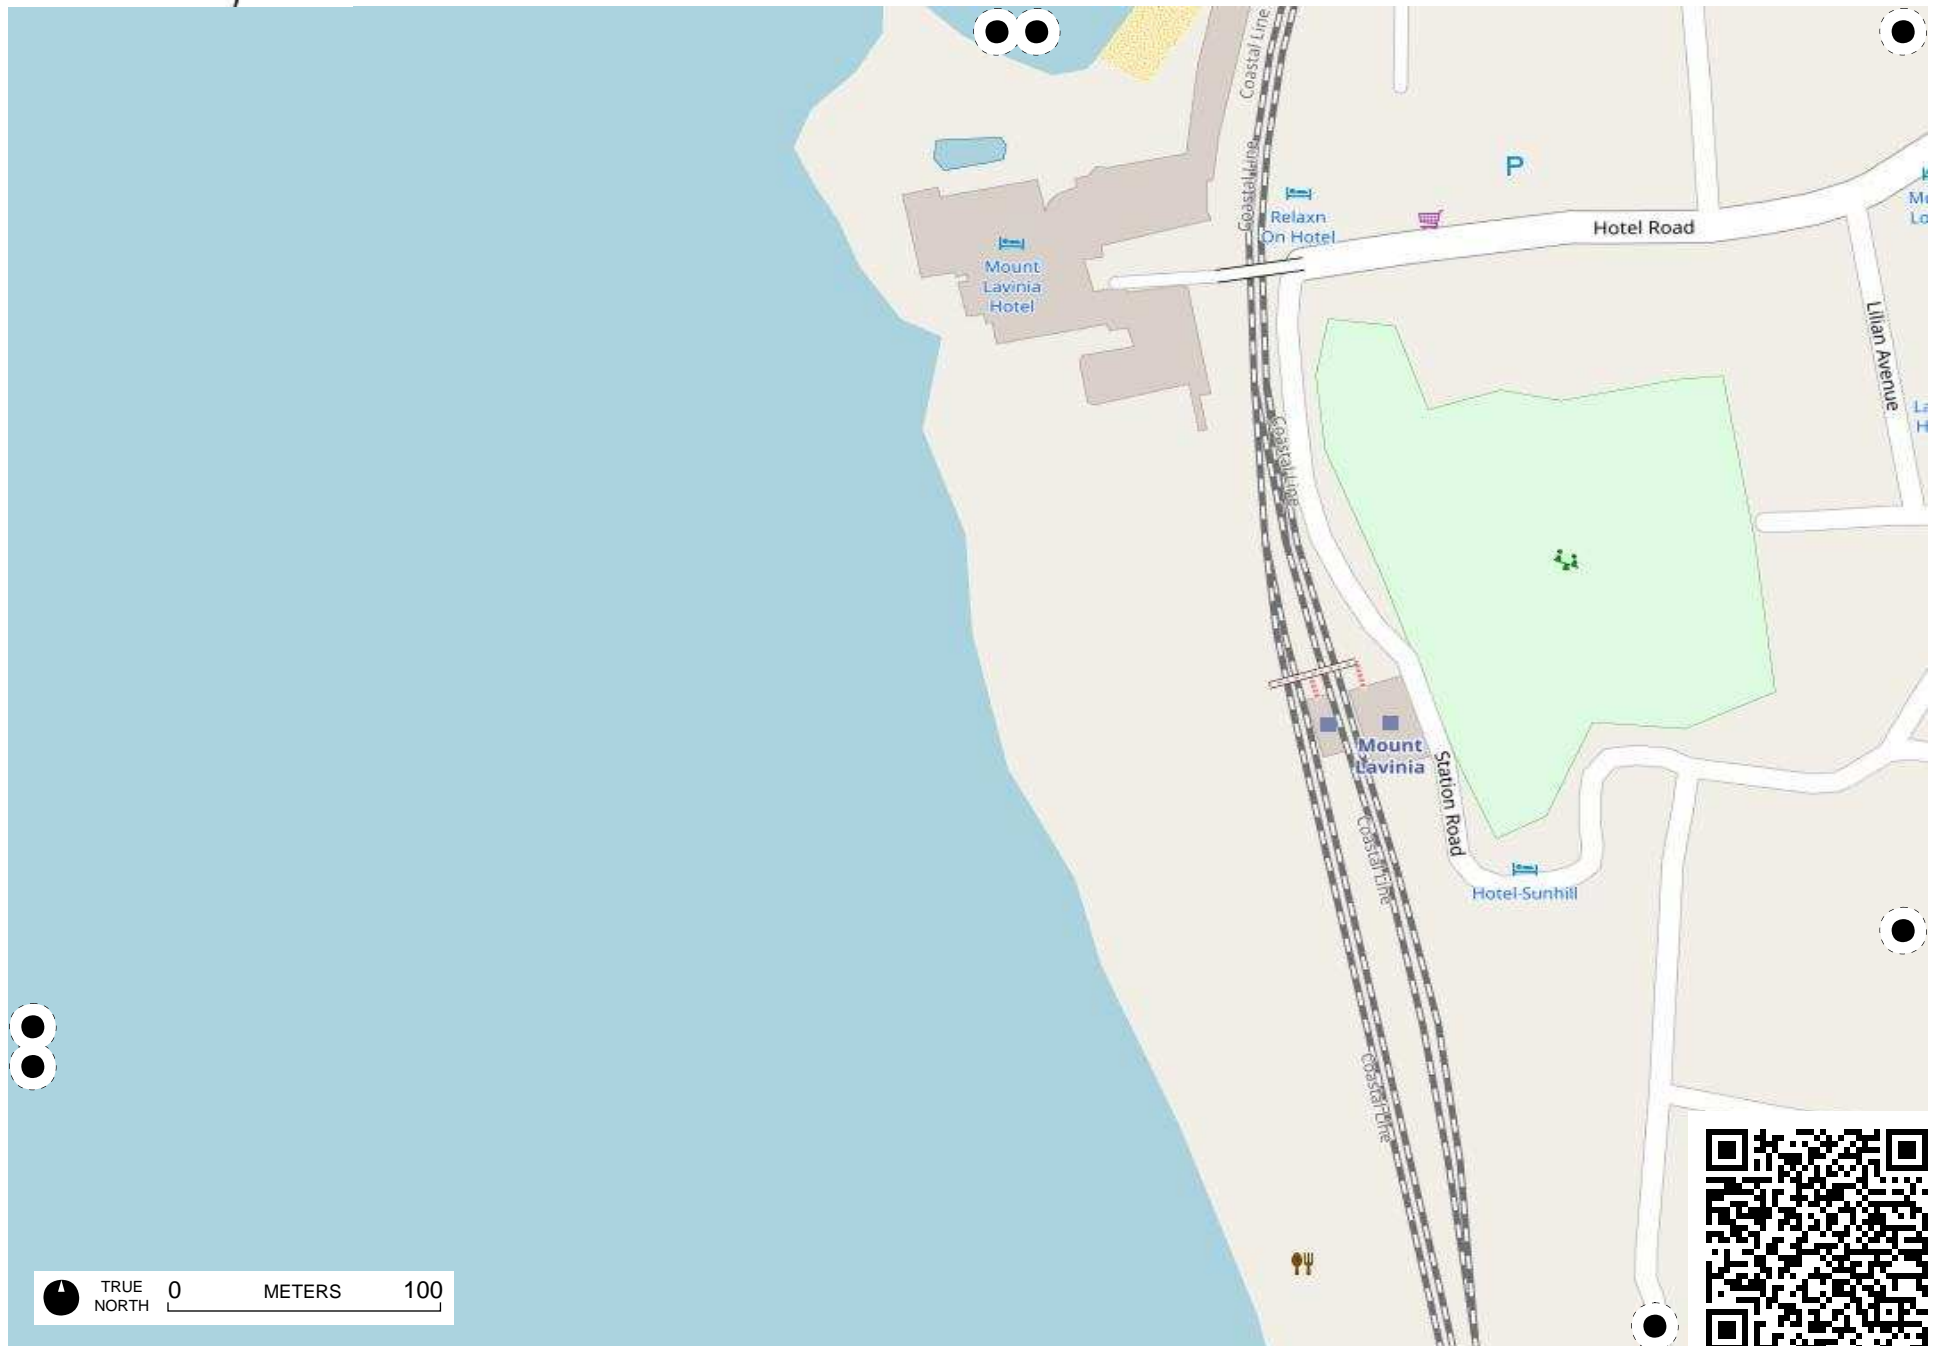 Coastal Line
Coastal Line
P
Relaxn
On Hotel
Hotel Road
Mount
Lavinia
Hotel
Lilian Avenue
Coastal Line
Mount
Lavinia
Station Road
Coastal Line
Hotel Sunhill
Coastal Line
TRUE
NORTH
0 METERS 100